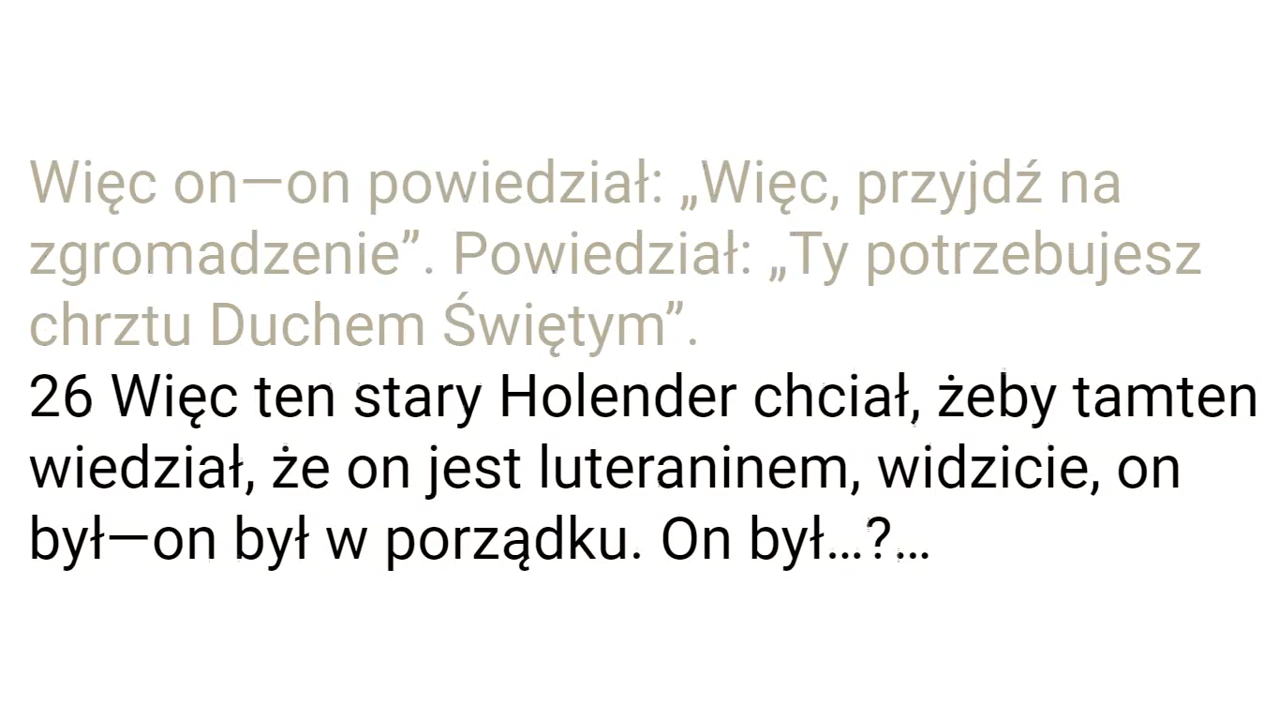 Więc on—on powiedział: „Więc, przyjdź na
zgromadzenie”. Powiedział: „Ty potrzebujesz
chrztu Duchem Świętym”.
26 Więc ten stary Holender chciał, żeby tamten
wiedział, że on jest luteraninem, widzicie, on
był—on był w porządku. On był...?...